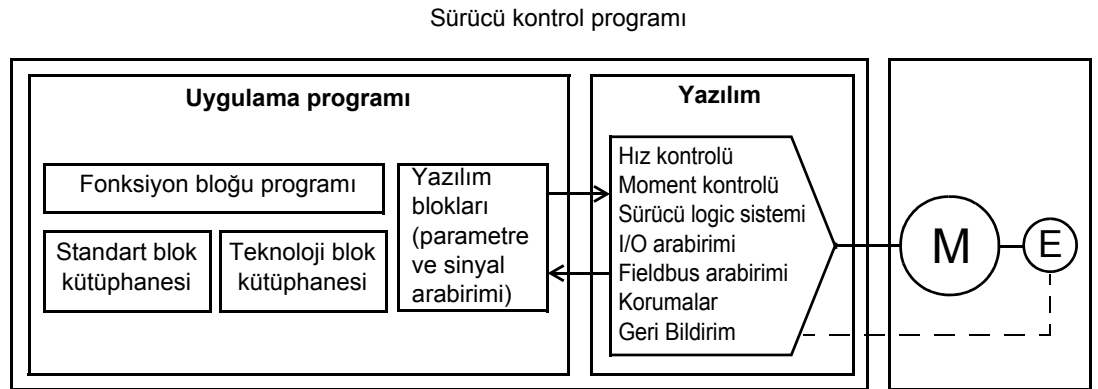 Sürücü kontrol programı
Uygulama programı
Fonksiyon bloğu programı
Standart blok
kütüphanesi
Teknoloji blok
kütüphanesi
Yazılım
blokları
(parametre
ve sinyal
arabirimi)
Yazılım
Hız kontrolü
Moment kontrolü
Sürücü logic sistemi
I/O arabirimi
Fieldbus arabirimi
Korumalar
Geri Bildirim
M
E